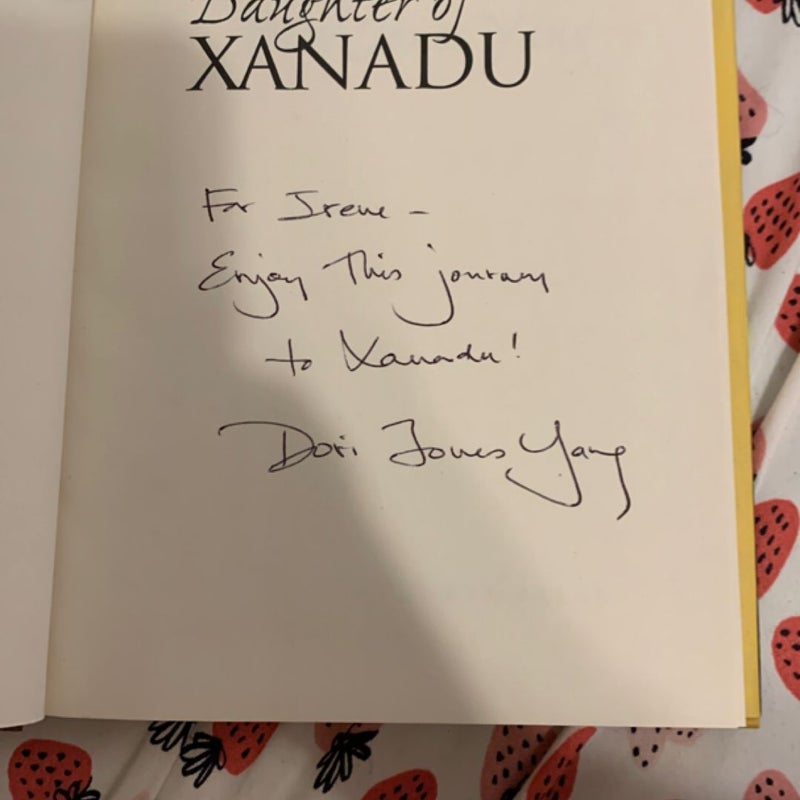 Daughter of
XANADU
For Irene –
Enjoy this journey
to Xanadu!
Dori Jones Yang